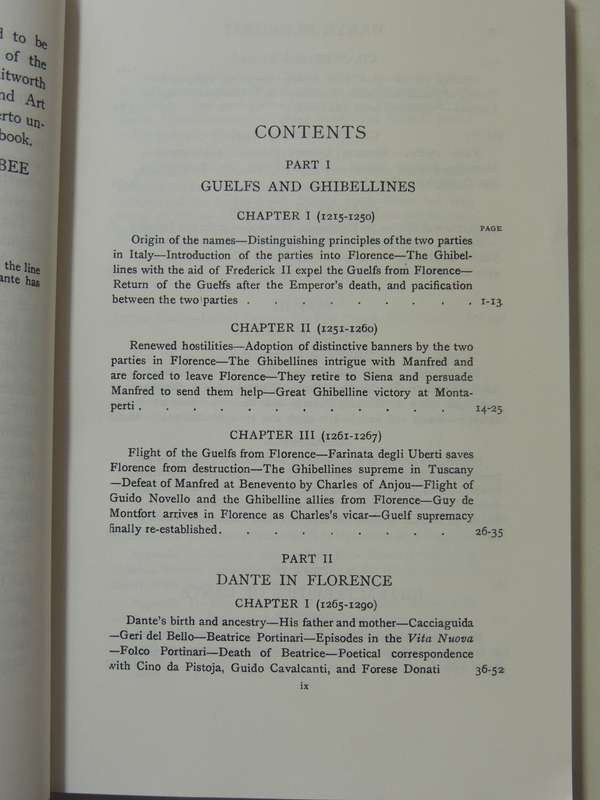 d to be
of the
itworth
nd Art
erto un-
book.
BEE
the line
ante has
CONTENTS
PART I
GUELFS AND GHIBELLINES
CHAPTER I (1215-1250)
PAGE
Origin of the names—Distinguishing principles of the two parties
in Italy—Introduction of the parties into Florence—The Ghibel-
lines with the aid of Frederick II expel the Guelfs from Florence—
Return of the Guelfs after the Emperor's death, and pacification
between the two parties . . . . . . . . . 1-13
CHAPTER II (1251-1260)
Renewed hostilities—Adoption of distinctive banners by the two
parties in Florence—The Ghibellines intrigue with Manfred and
are forced to leave Florence—They retire to Siena and persuade
Manfred to send them help—Great Ghibelline victory at Monta-
perti . . . . . . . . . . . . 14-25
CHAPTER III (1261-1267)
Flight of the Guelfs from Florence—Farinata degli Uberti saves
Florence from destruction—The Ghibellines supreme in Tuscany
—Defeat of Manfred at Benevento by Charles of Anjou—Flight of
Guido Novello and the Ghibelline allies from Florence—Guy de
Montfort arrives in Florence as Charles's vicar—Guelf supremacy
finally re-established . . . . . . . . . 26-35
PART II
DANTE IN FLORENCE
CHAPTER I (1265-1290)
Dante's birth and ancestry—His father and mother—Cacciaguida
—Geri del Bello—Beatrice Portinari—Episodes in the Vita Nuova
—Folco Portinari—Death of Beatrice—Poetical correspondence
with Cino da Pistoja, Guido Cavalcanti, and Forese Donati 36-52
ix